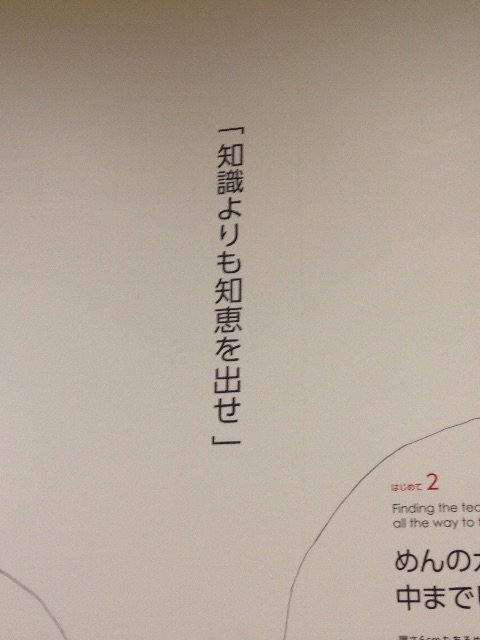 「知識よりも知恵を出せ」
はじめて 2
Finding the
all the way to
めんの
中まで